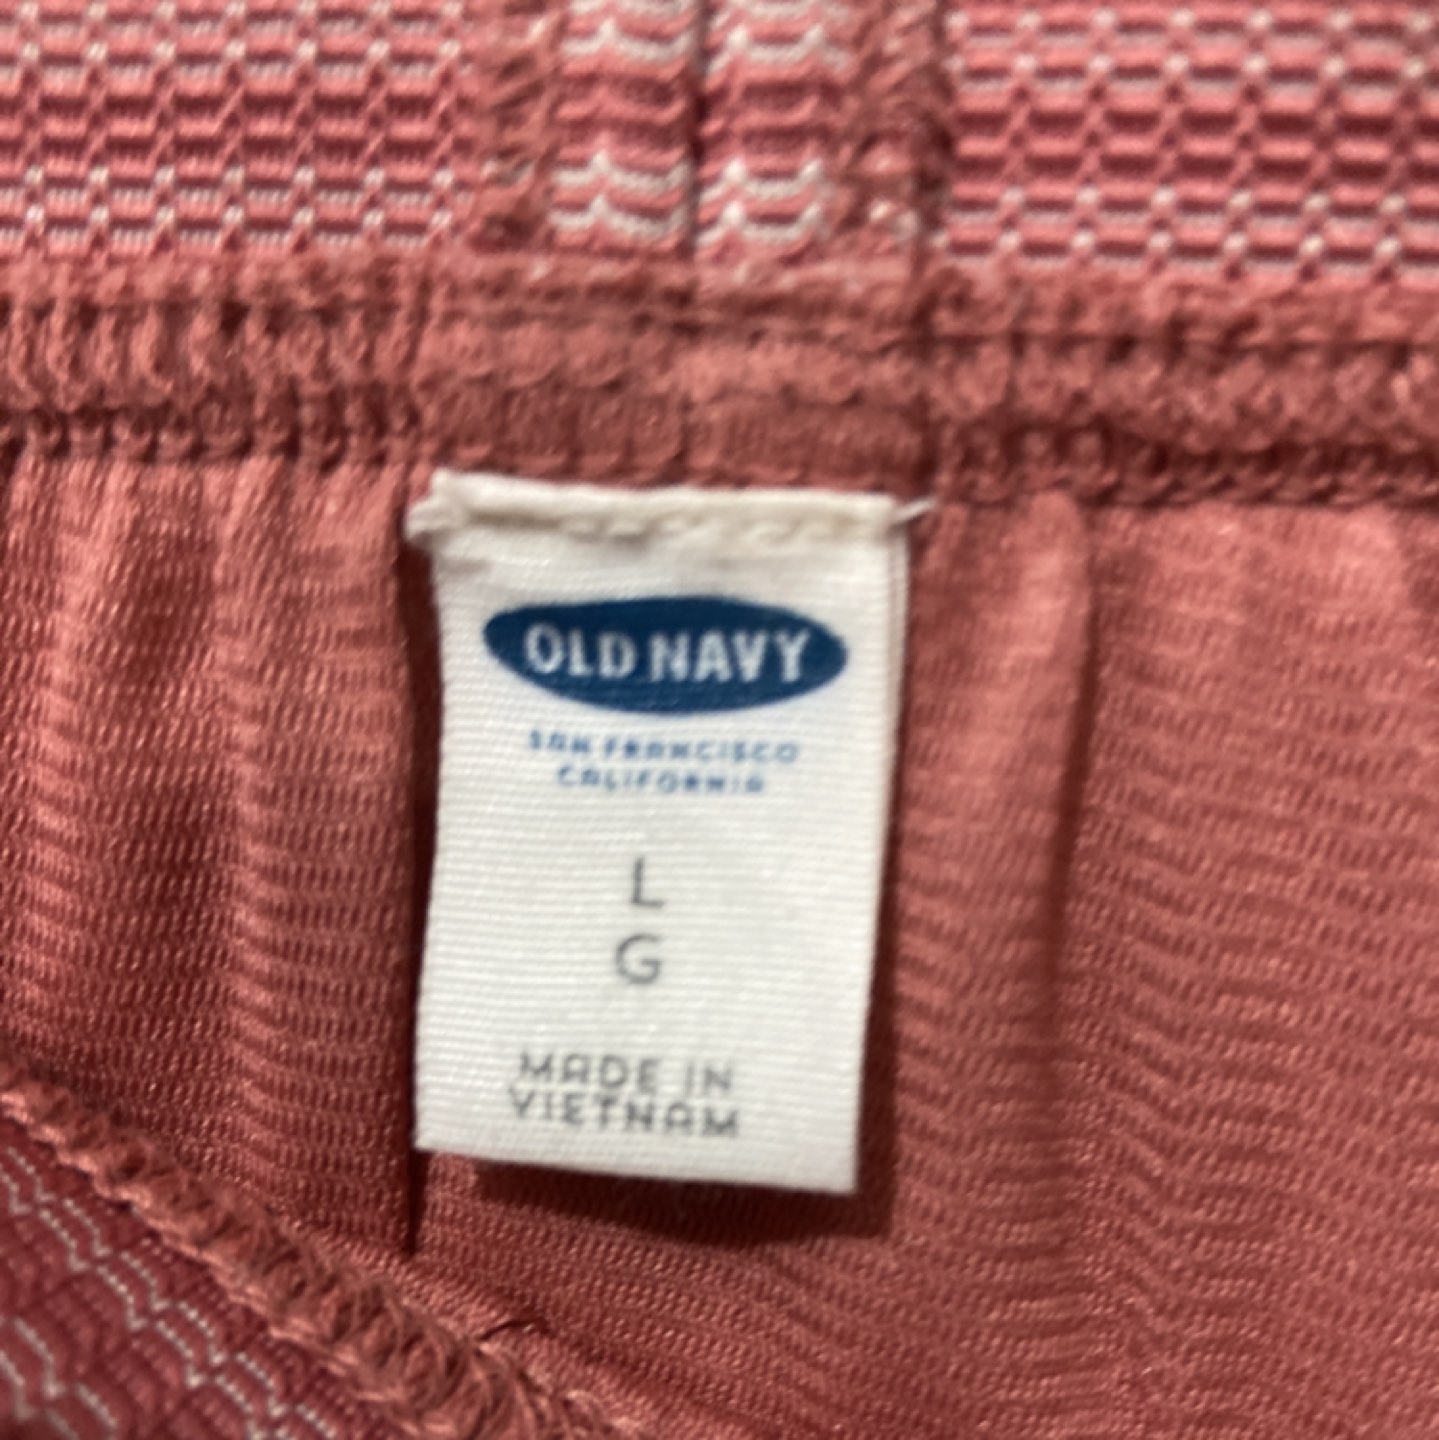 OLD NAVY
SAN FRANCISCO
CALIFORNIA
L
G
MADE IN
VIETNAM